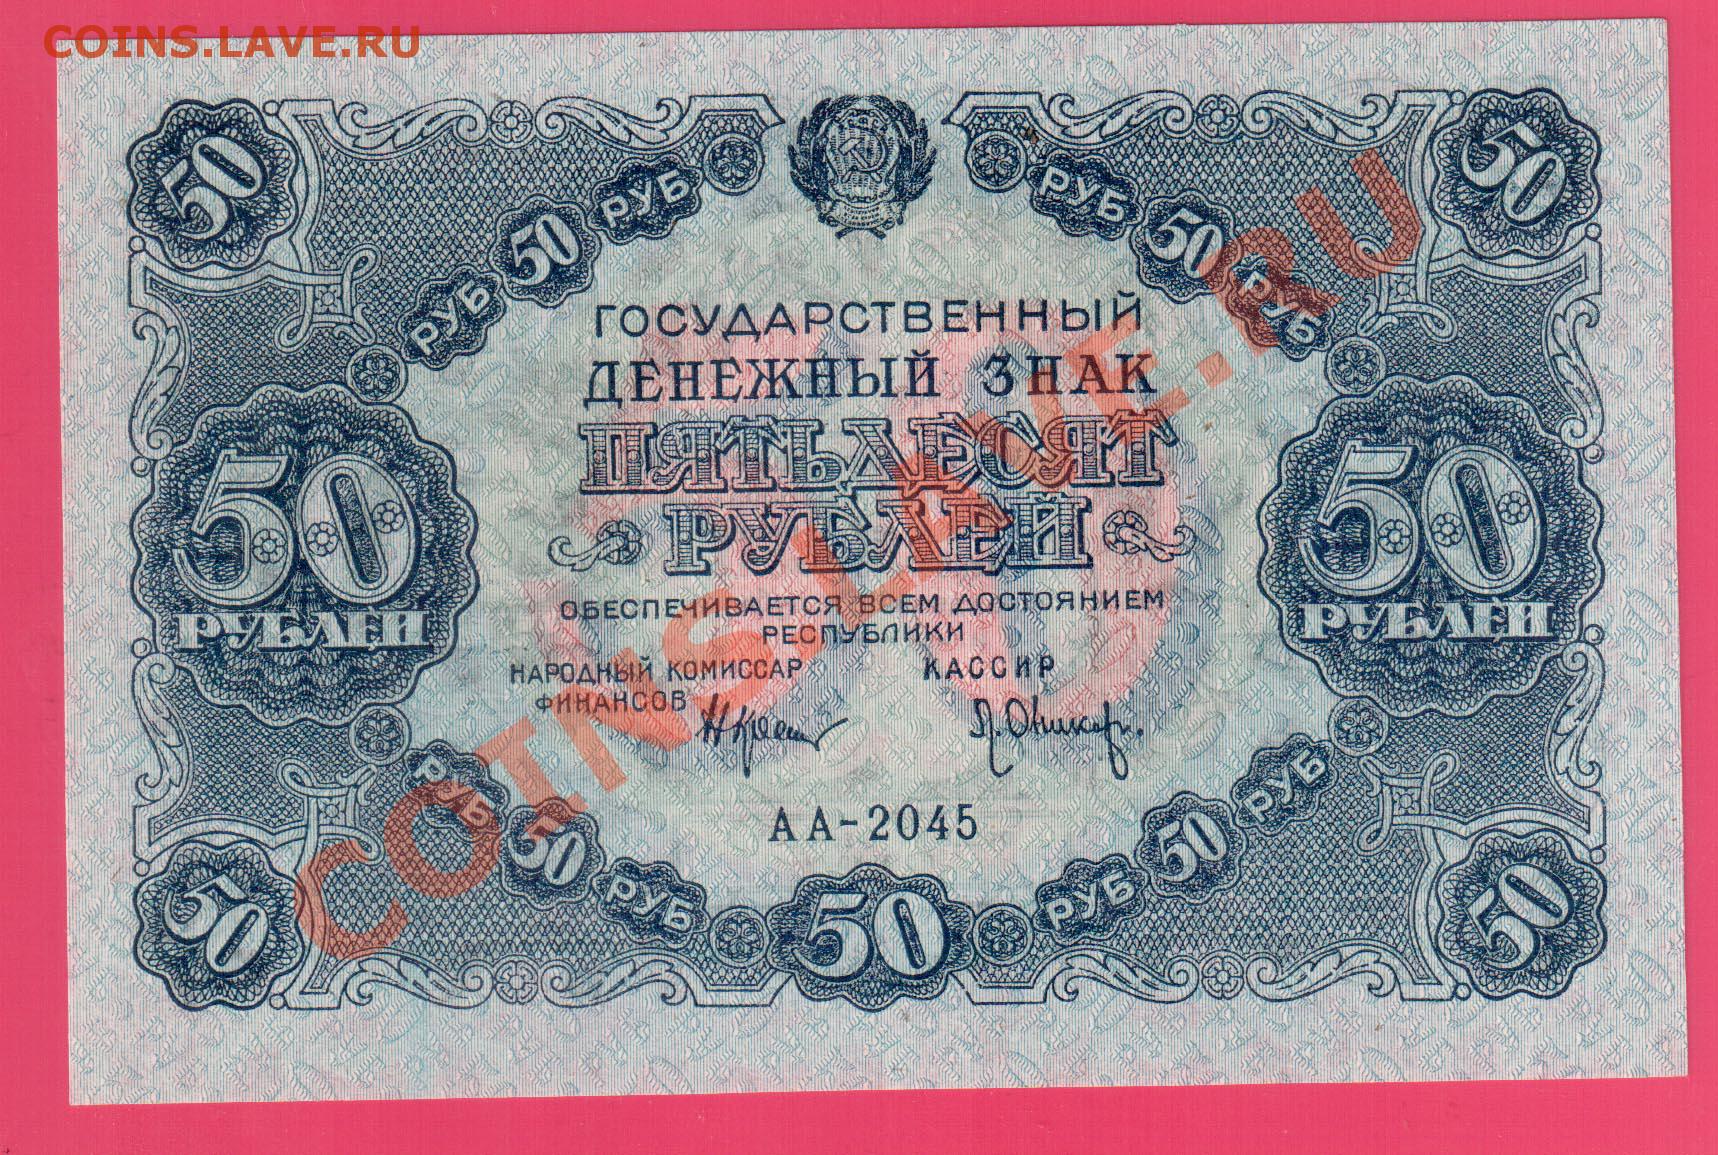 COINS.LAVE.RU
50
50
РУБ
РУБ
50
50
РУБ
РУБ
ГОСУДАРСТВЕННЫЙ
ДЕНЕЖНЫЙ ЗНАК
ПЯТЬДЕСЯТ
РУБЛЕЙ
50
РУБЛЕЙ
50
РУБЛЕЙ
ОБЕСПЕЧИВАЕТСЯ ВСЕМ ДОСТОЯНИЕМ
РЕСПУБЛИКИ
НАРОДНЫЙ КОМИССАР
ФИНАНСОВ
КАССИР
АА-2045
РУБ
РУБ
50
50
РУБ
РУБ
50
50
50
COINS.LAVE.RU